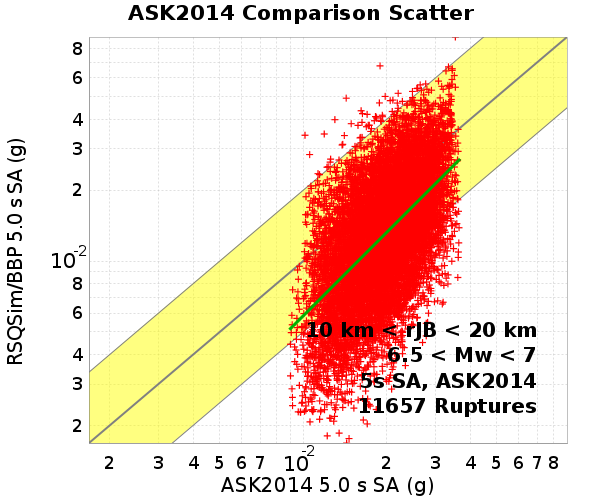 ASK2014 Comparison Scatter
8
6
4
3
2
10-2
8
6
4
3
2
RSQSim/BBP 5.0 s SA (g)
10 km < rJB < 20 km
6.5 < Mw < 7
5s SA, ASK2014
11657 Ruptures
2 3 4 5 6 7 10-2 2 3 4 5 6 7 8
ASK2014 5.0 s SA (g)